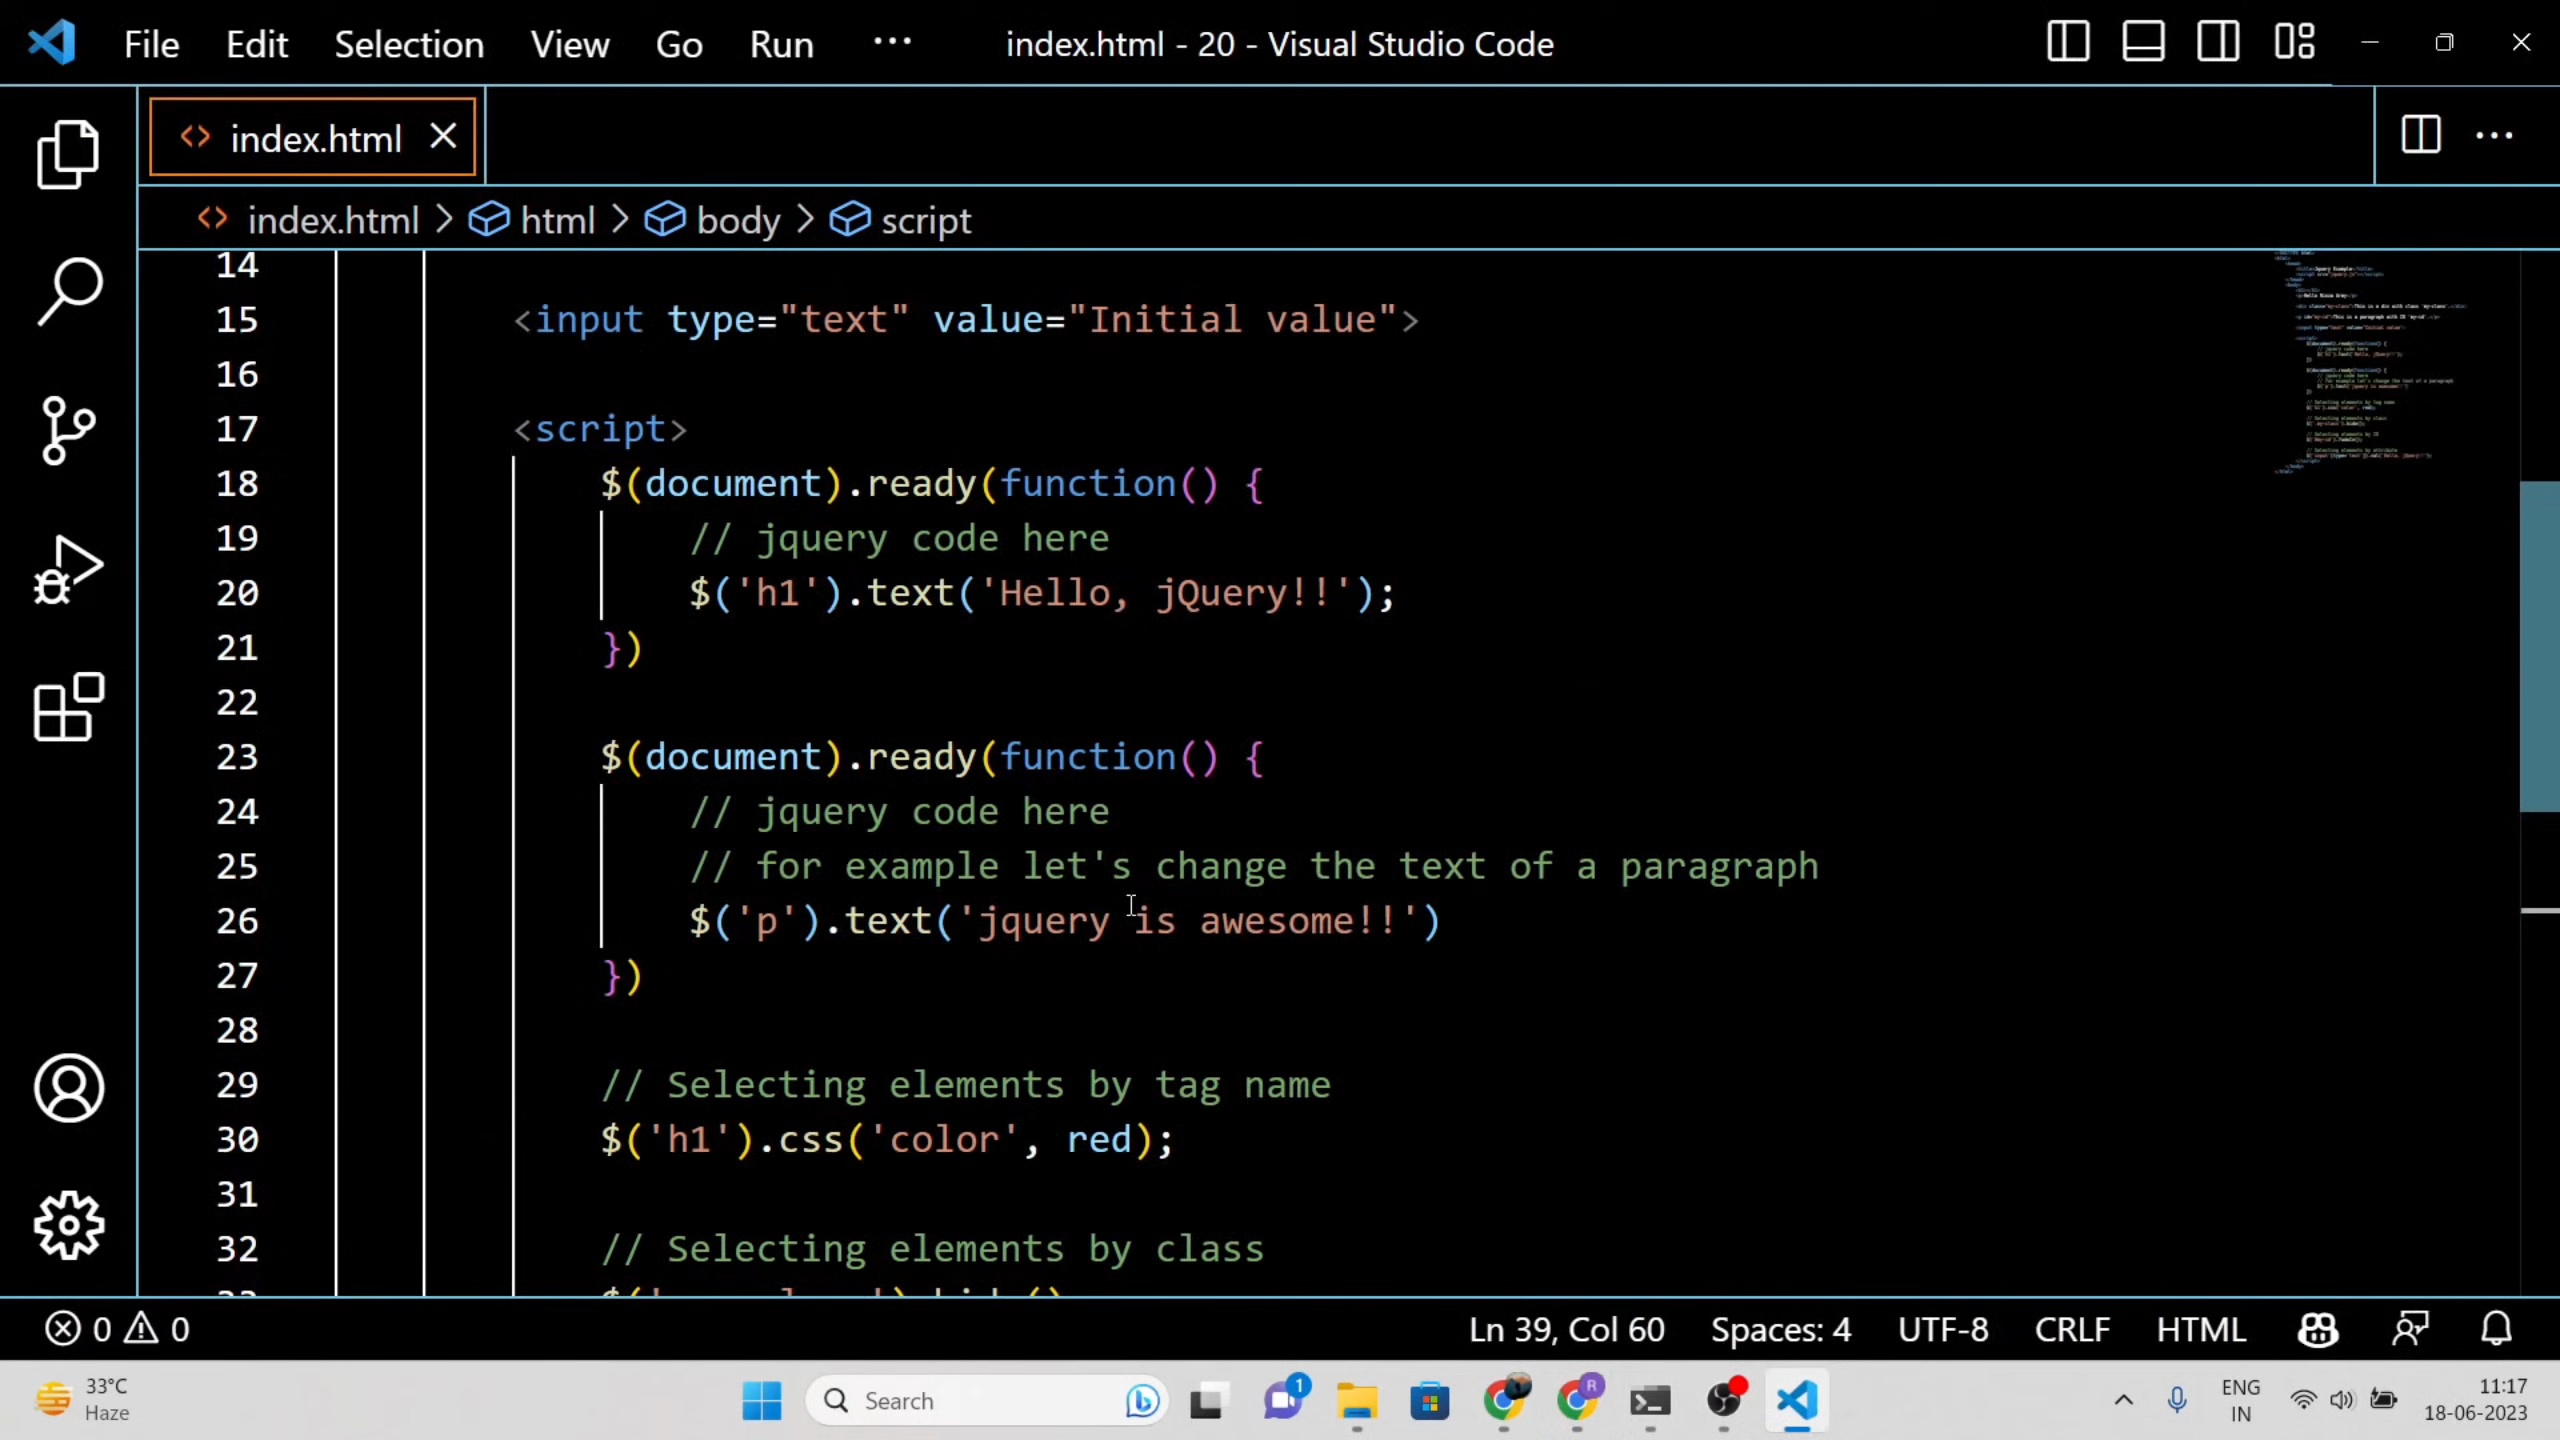 File Edit Selection View Go Run ... index.html - 20 - Visual Studio Code
<> index.html
<> index.html > html > body > script
14
15 <input type="text" value="Initial value">
16
17 <script>
18 $(document).ready(function() {
19 // jquery code here
20 $('h1').text('Hello, jQuery!!');
21 })
22
23 $(document).ready(function() {
24 // jquery code here
25 // for example let's change the text of a paragraph
26 $('p').text('jquery is awesome!!')
27 })
28
29 // Selecting elements by tag name
30 $('h1').css('color', red);
31
32 // Selecting elements by class
0 0 Ln 39, Col 60 Spaces: 4 UTF-8 CRLF HTML
33°C
Haze
Search
1
R
ENG
IN
11:17
18-06-2023